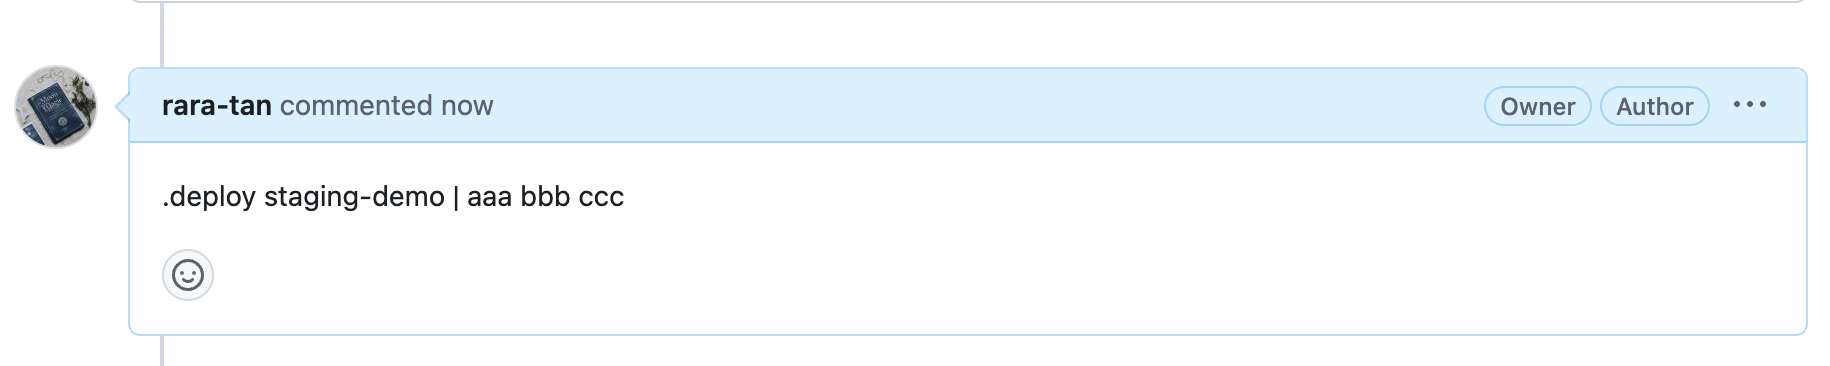 rara-tan commented now
Owner
Author
.deploy staging-demo | aaa bbb ccc